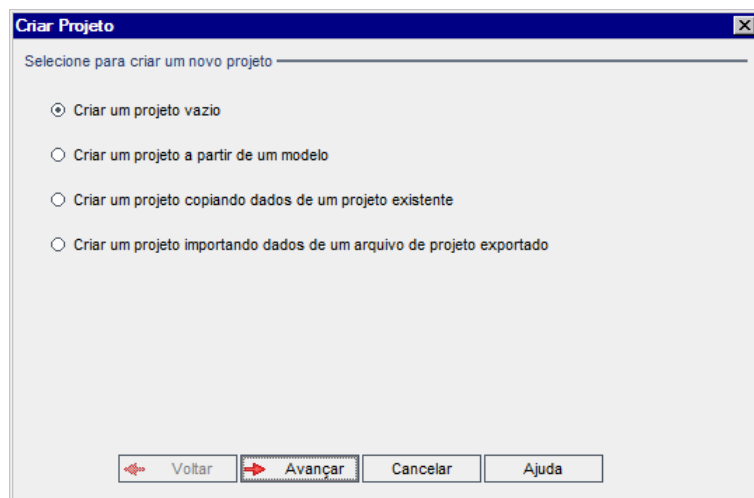 Criar Projeto
Selecione para criar um novo projeto
Criar um projeto vazio
Criar um projeto a partir de um modelo
Criar um projeto copiando dados de um projeto existente
Criar um projeto importando dados de um arquivo de projeto exportado
Voltar Avançar Cancelar Ajuda